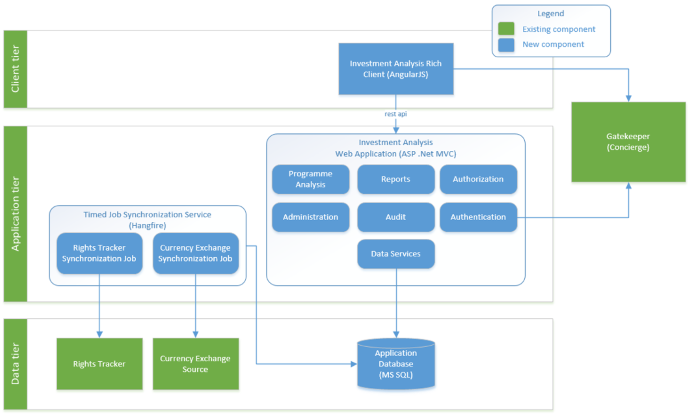 Legend
Existing component
New component
Client tier
Investment Analysis Rich
Client (AngularJS)
rest api
Gatekeeper
(Concierge)
Application tier
Investment Analysis
Web Application (ASP .Net MVC)
Programme
Analysis
Reports
Authorization
Administration
Audit
Authentication
Data Services
Timed Job Synchronization Service
(Hangfire)
Rights Tracker
Synchronization Job
Currency Exchange
Synchronization Job
Data tier
Rights Tracker
Currency Exchange
Source
Application
Database
(MS SQL)